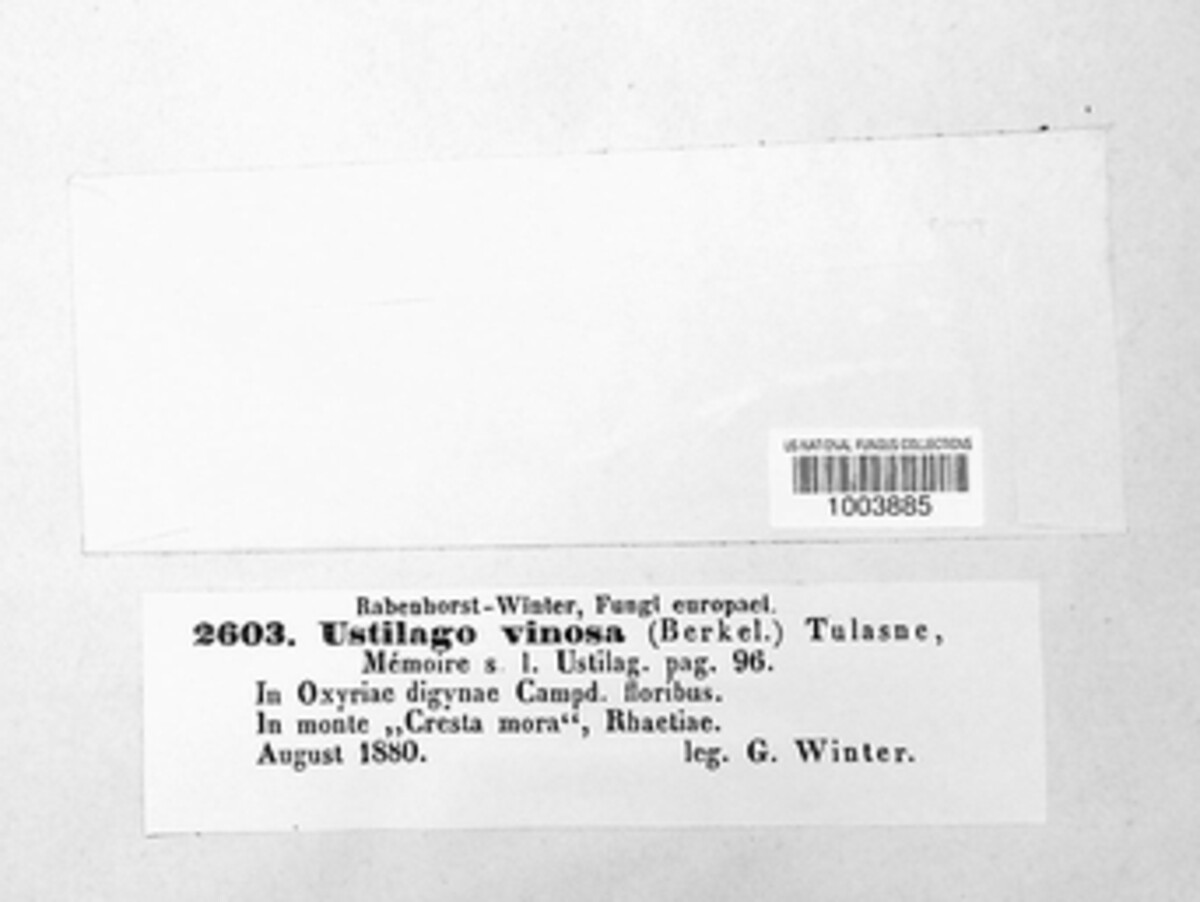 US NATIONAL FUNGUS COLLECTIONS
1003885
Rabenhorst-Winter, Fungi europaei.
2603. Ustilago vinosa (Berkel.) Tulasne,
Mémoire s l. Ustilag. pag. 96.
In Oxyriae digynae Campd. floribus.
In monte „Cresta mora“, Rhaetiae.
August 1880. leg. G. Winter.